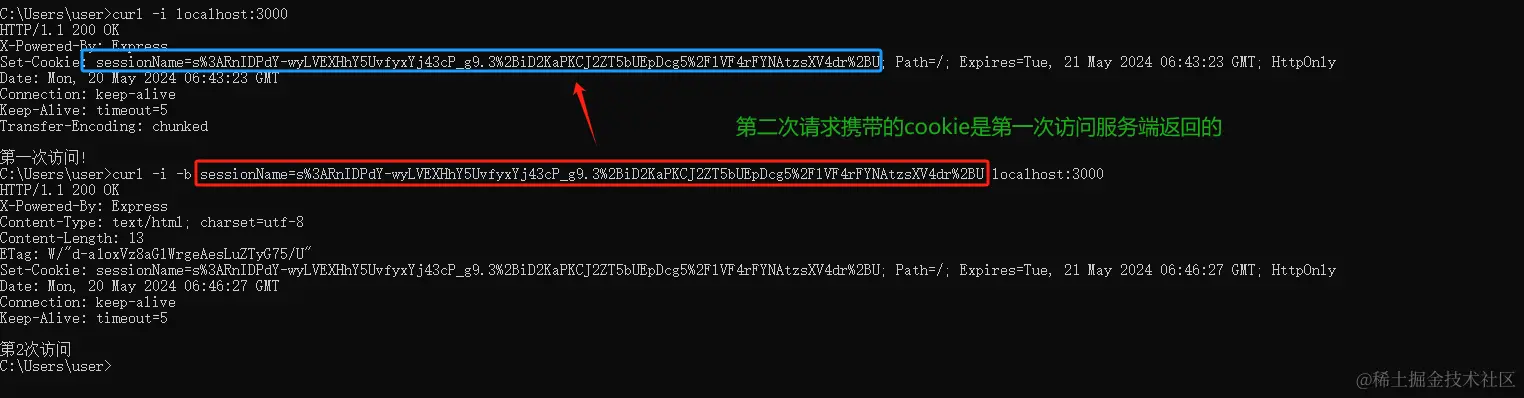 C:\Users\user>curl -i localhost:3000
HTTP/1.1 200 OK
X-Powered-By: Express
Set-Cookie: sessionName=s%3ARnIDPdY-wyLVEXHhY5UvfyxYj43cP_g9.3%2BiD2KaPKCJ2ZT5bUEpDcg5%2F1VF4rFYNAtzsXV4dr%2BU; Path=/; Expires=Tue, 21 May 2024 06:43:23 GMT; HttpOnly
Date: Mon, 20 May 2024 06:43:23 GMT
Connection: keep-alive
Keep-Alive: timeout=5
Transfer-Encoding: chunked
第二次请求携带的cookie是第一次访问服务端返回的
第一次访问!
C:\Users\user>curl -i -b sessionName=s%3ARnIDPdY-wyLVEXHhY5UvfyxYj43cP_g9.3%2BiD2KaPKCJ2ZT5bUEpDcg5%2F1VF4rFYNAtzsXV4dr%2BU localhost:3000
HTTP/1.1 200 OK
X-Powered-By: Express
Content-Type: text/html; charset=utf-8
Content-Length: 13
ETag: W/"d-a1oxVz8aG1WrgeAesLuZTyG75/U"
Set-Cookie: sessionName=s%3ARnIDPdY-wyLVEXHhY5UvfyxYj43cP_g9.3%2BiD2KaPKCJ2ZT5bUEpDcg5%2F1VF4rFYNAtzsXV4dr%2BU; Path=/; Expires=Tue, 21 May 2024 06:46:27 GMT; HttpOnly
Date: Mon, 20 May 2024 06:46:27 GMT
Connection: keep-alive
Keep-Alive: timeout=5
第2次访问
C:\Users\user>
@稀土掘金技术社区